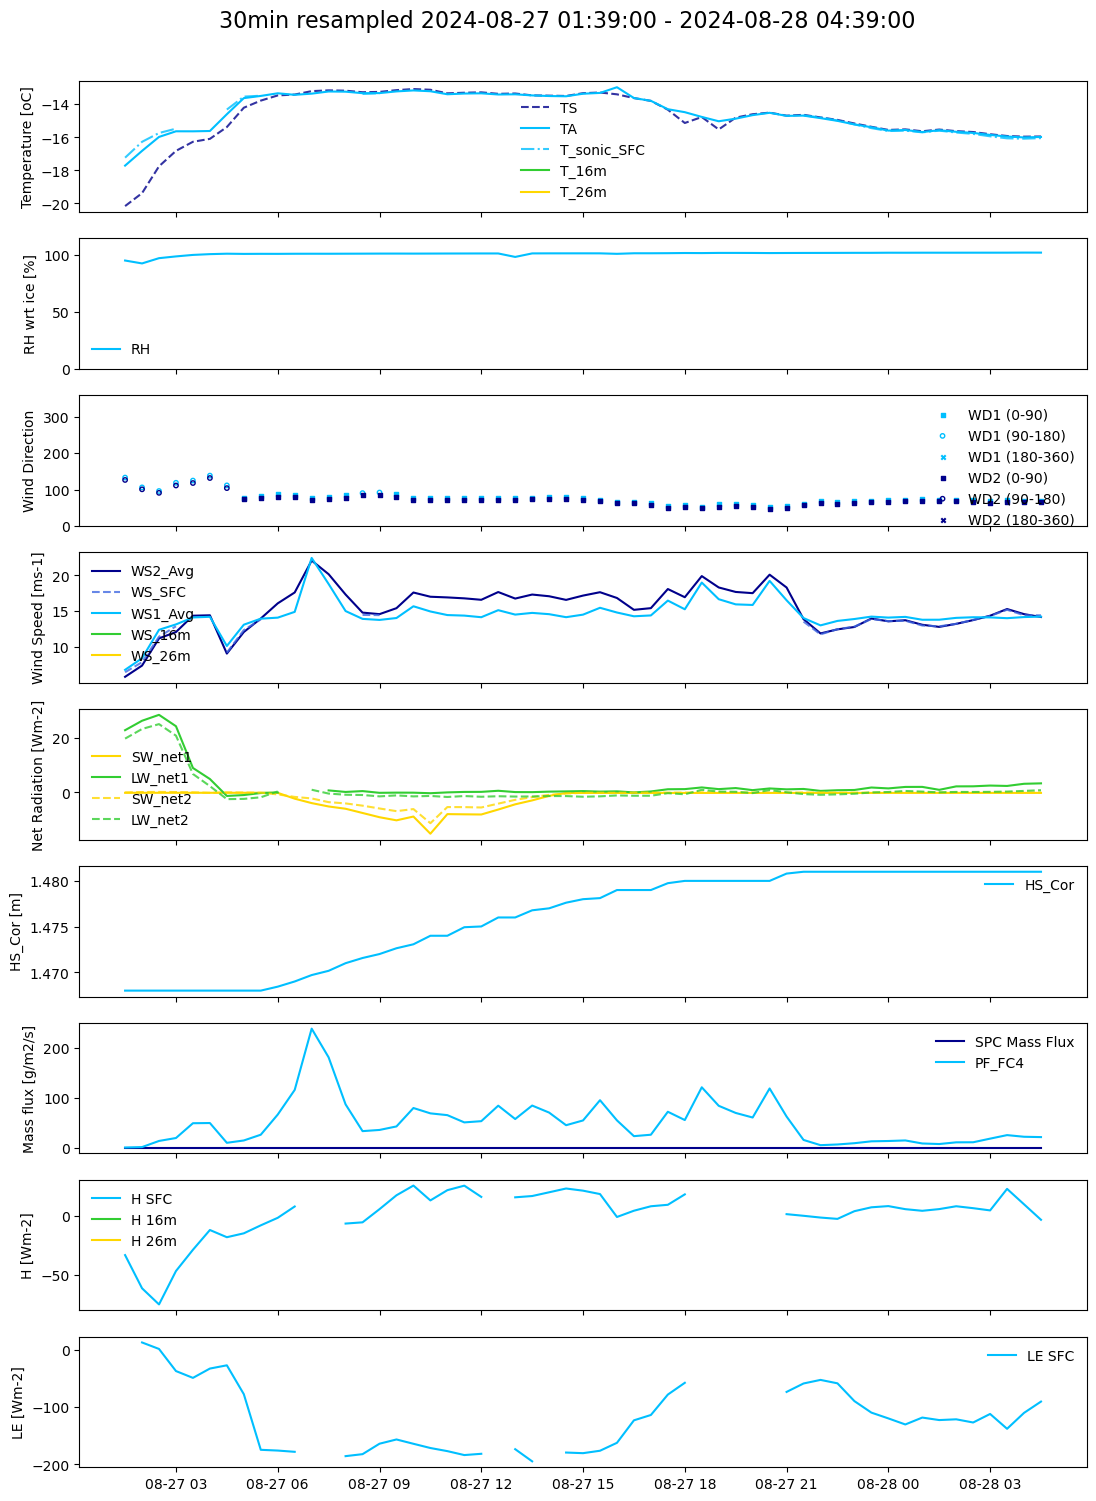 30min resampled 2024-08-27 01:39:00 - 2024-08-28 04:39:00
Temperature [oC]
−14
−16
−18
−20
TS
TA
T_sonic_SFC
T_16m
T_26m
RH wrt ice [%]
100
50
0
RH
Wind Direction
300
200
100
0
WD1 (0-90)
WD1 (90-180)
WD1 (180-360)
WD2 (0-90)
WD2 (90-180)
WD2 (180-360)
Wind Speed [ms-1]
20
15
10
WS2_Avg
WS_SFC
WS1_Avg
WS_16m
WS_26m
Net Radiation [Wm-2]
20
0
SW_net1
LW_net1
SW_net2
LW_net2
HS_Cor [m]
1.480
1.475
1.470
HS_Cor
Mass flux [g/m2/s]
200
100
0
SPC Mass Flux
PF_FC4
H [Wm-2]
0
−50
H SFC
H 16m
H 26m
LE [Wm-2]
0
−100
−200
LE SFC
08-27 03
08-27 06
08-27 09
08-27 12
08-27 15
08-27 18
08-27 21
08-28 00
08-28 03